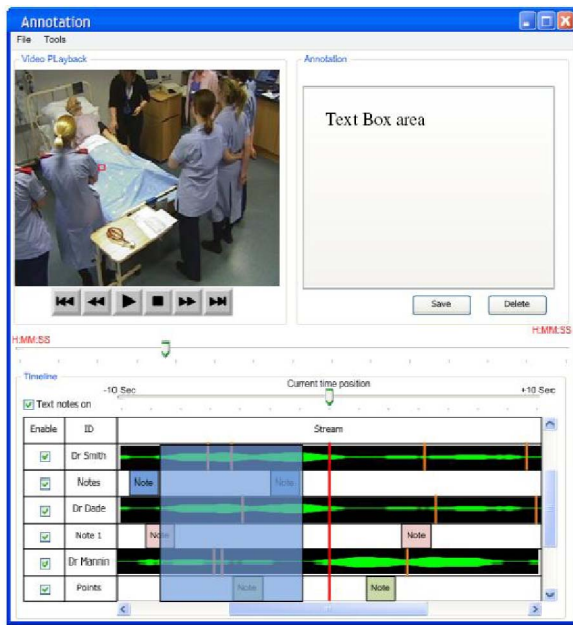 Annotation
File Tools
Video PLayback
Annotation
Text Box area
Save Delete
H:MM:SS
H:MM:SS
Timeline
-10 Sec Current time position +10 Sec
Text notes on
Enable ID Stream
Dr Smith
Notes Note Note
Dr Dade
Note 1 Note Note
Dr Mannin
Points Note Note